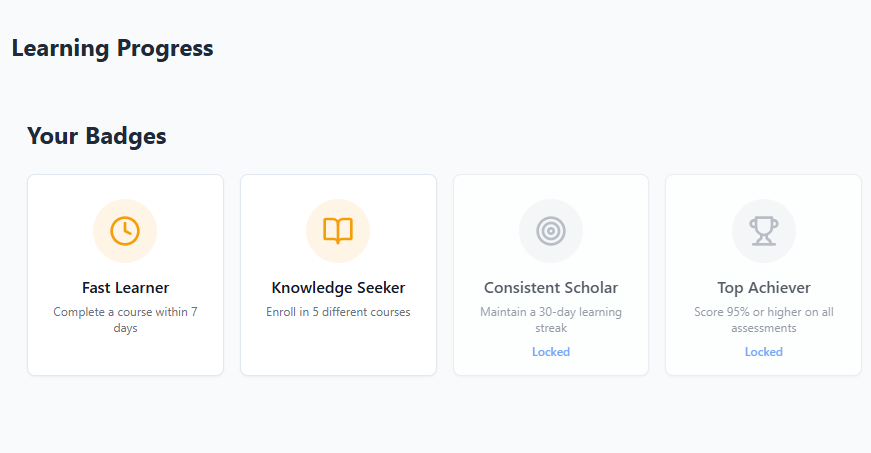 Learning Progress
Your Badges
Fast Learner
Complete a course within 7
days
Knowledge Seeker
Enroll in 5 different courses
Consistent Scholar
Maintain a 30-day learning
streak
Locked
Top Achiever
Score 95% or higher on all
assessments
Locked